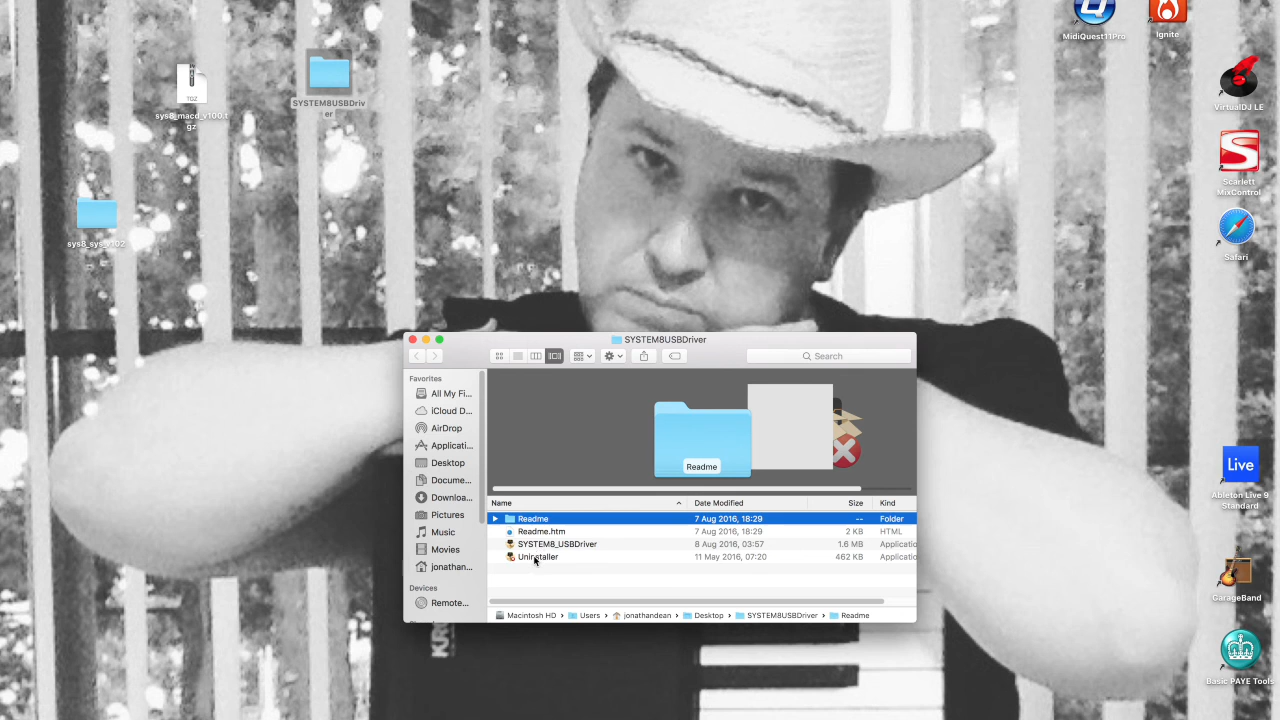 MidiQuest11Pro
Ignite
sys8_macd_v100.t
gz
TGZ
SYSTEM8USBDriv
er
VirtualDJ LE
Scarlett
MixControl
sys8_sys_v102
Safari
SYSTEM8USBDriver
Search
Favorites
All My Fi...
iCloud D...
AirDrop
Applicati...
Desktop
Docume...
Downloa...
Pictures
Music
Movies
jonathan...
Devices
Remote...
Readme
Name Date Modified Size Kind
Readme 7 Aug 2016, 18:29 -- Folder
Readme.htm 7 Aug 2016, 18:29 2 KB HTML
SYSTEM8_USBDriver 8 Aug 2016, 03:57 1.6 MB Applicatio
Uninstaller 11 May 2016, 07:20 462 KB Applicatio
Macintosh HD › Users › jonathandean › Desktop › SYSTEM8USBDriver › Readme
Live
Ableton Live 9
Standard
GarageBand
Basic PAYE Tools